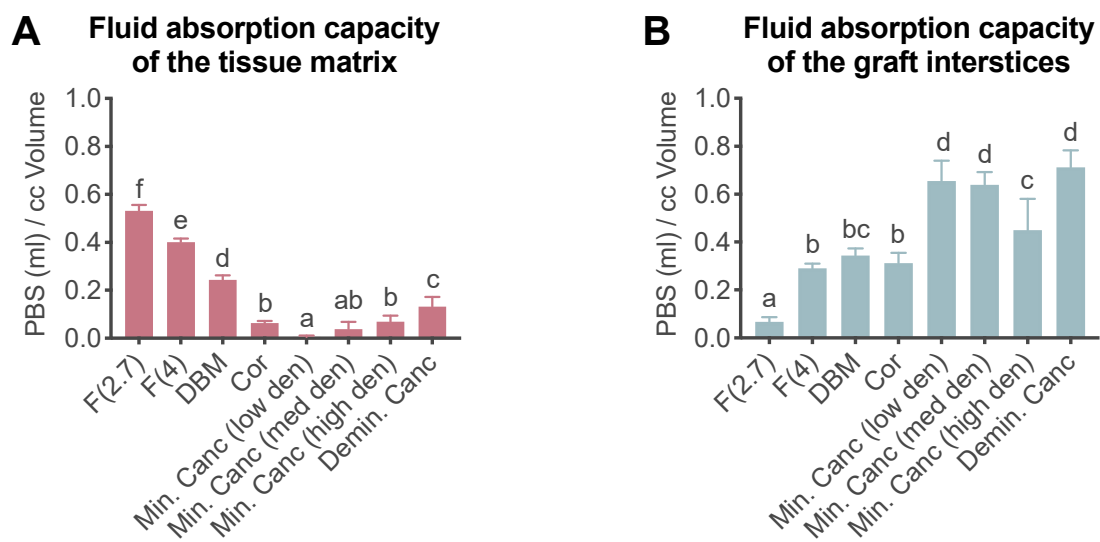 A
Fluid absorption capacity
of the tissue matrix
PBS (ml) / cc Volume
1.0
0.8
0.6
0.4
0.2
0.0
f
e
d
b
a
ab
b
c
F(2.7)
F(4)
DBM
Cor
Min. Canc (low den)
Min. Canc (med den)
Min. Canc (high den)
Demin. Canc
B
Fluid absorption capacity
of the graft interstices
PBS (ml) / cc Volume
1.0
0.8
0.6
0.4
0.2
0.0
a
b
bc
b
d
d
c
d
F(2.7)
F(4)
DBM
Cor
Min. Canc (low den)
Min. Canc (med den)
Min. Canc (high den)
Demin. Canc